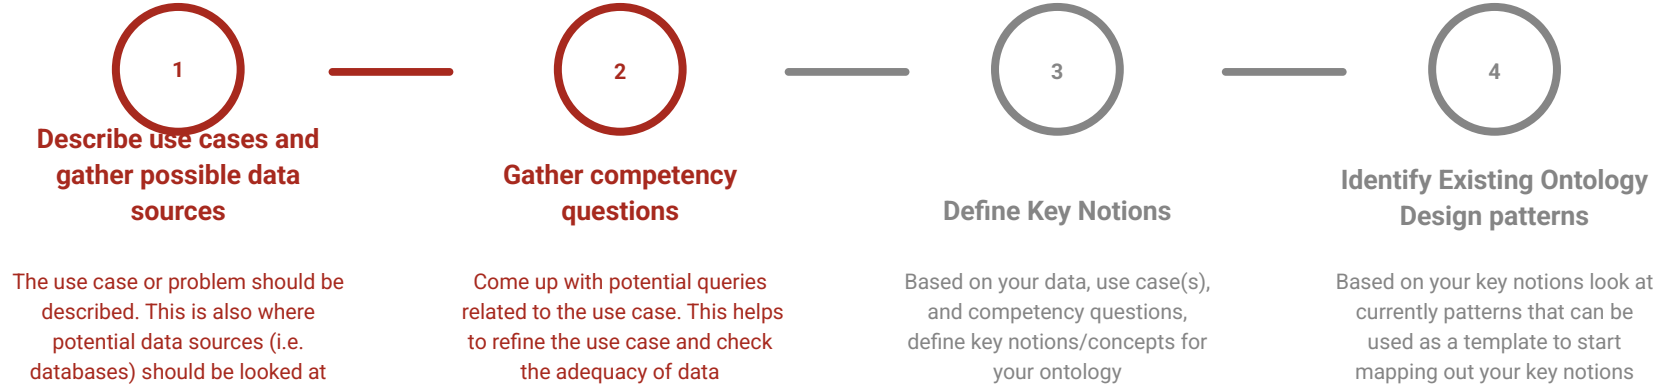 1
Describe use cases and
gather possible data
sources
The use case or problem should be
described. This is also where
potential data sources (i.e.
databases) should be looked at
2
Gather competency
questions
Come up with potential queries
related to the use case. This helps
to refine the use case and check
the adequacy of data
3
Define Key Notions
Based on your data, use case(s),
and competency questions,
define key notions/concepts for
your ontology
4
Identify Existing Ontology
Design patterns
Based on your key notions look at
currently patterns that can be
used as a template to start
mapping out your key notions